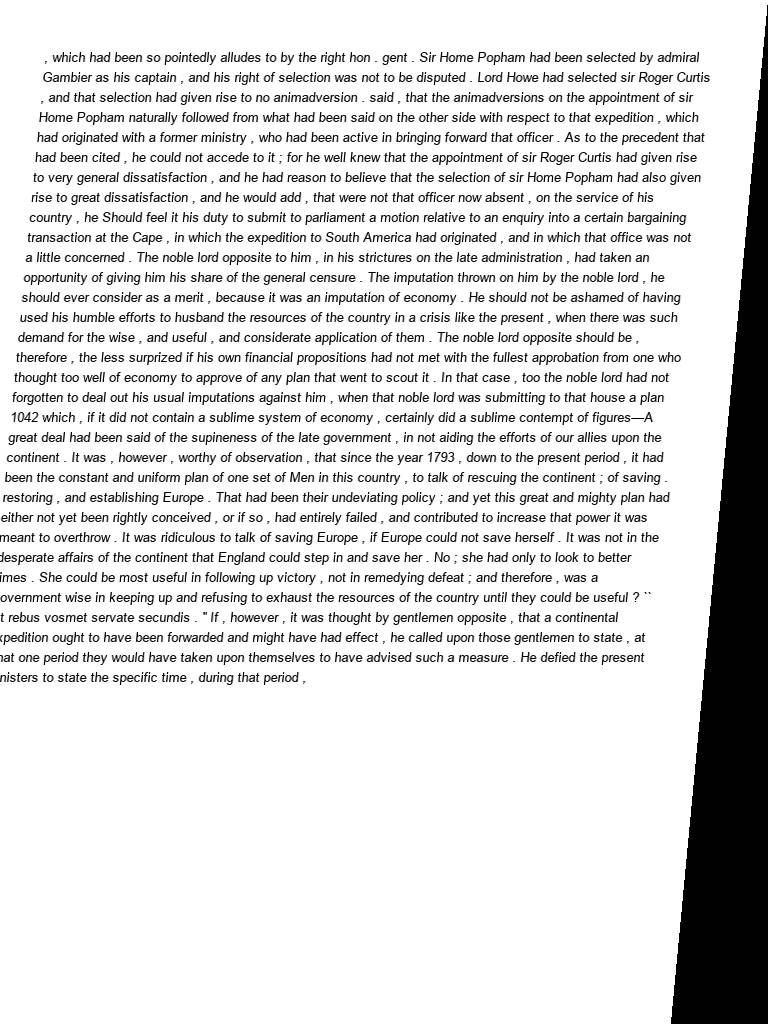 , which had been so pointedly alludes to by the right hon . gent . Sir Home Popham had been selected by admiral
Gambier as his captain , and his right of selection was not to be disputed . Lord Howe had selected sir Roger Curtis
, and that selection had given rise to no animadversion . said , that the animadversions on the appointment of sir
Home Popham naturally followed from what had been said on the other side with respect to that expedition , which
had originated with a former ministry , who had been active in bringing forward that officer . As to the precedent that
had been cited , he could not accede to it ; for he well knew that the appointment of sir Roger Curtis had given rise
to very general dissatisfaction , and he had reason to believe that the selection of sir Home Popham had also given
rise to great dissatisfaction , and he would add , that were not that officer now absent , on the service of his
country , he Should feel it his duty to submit to parliament a motion relative to an enquiry into a certain bargaining
transaction at the Cape , in which the expedition to South America had originated , and in which that office was not
a little concerned . The noble lord opposite to him , in his strictures on the late administration , had taken an
opportunity of giving him his share of the general censure . The imputation thrown on him by the noble lord , he
should ever consider as a merit , because it was an imputation of economy . He should not be ashamed of having
used his humble efforts to husband the resources of the country in a crisis like the present , when there was such
demand for the wise , and useful , and considerate application of them . The noble lord opposite should be ,
therefore , the less surprized if his own financial propositions had not met with the fullest approbation from one who
thought too well of economy to approve of any plan that went to scout it . In that case , too the noble lord had not
forgotten to deal out his usual imputations against him , when that noble lord was submitting to that house a plan
1042 which , if it did not contain a sublime system of economy , certainly did a sublime contempt of figures—A
great deal had been said of the supineness of the late government , in not aiding the efforts of our allies upon the
continent . It was , however , worthy of observation , that since the year 1793 , down to the present period , it had
been the constant and uniform plan of one set of Men in this country , to talk of rescuing the continent ; of saving .
restoring , and establishing Europe . That had been their undeviating policy ; and yet this great and mighty plan had
either not yet been rightly conceived , or if so , had entirely failed , and contributed to increase that power it was
meant to overthrow . It was ridiculous to talk of saving Europe , if Europe could not save herself . It was not in the
desperate affairs of the continent that England could step in and save her . No ; she had only to look to better
imes . She could be most useful in following up victory , not in remedying defeat ; and therefore , was a
overnment wise in keeping up and refusing to exhaust the resources of the country until they could be useful ? ``
t rebus vosmet servate secundis . '' If , however , it was thought by gentlemen opposite , that a continental
xpedition ought to have been forwarded and might have had effect , he called upon those gentlemen to state , at
hat one period they would have taken upon themselves to have advised such a measure . He defied the present
nisters to state the specific time , during that period ,